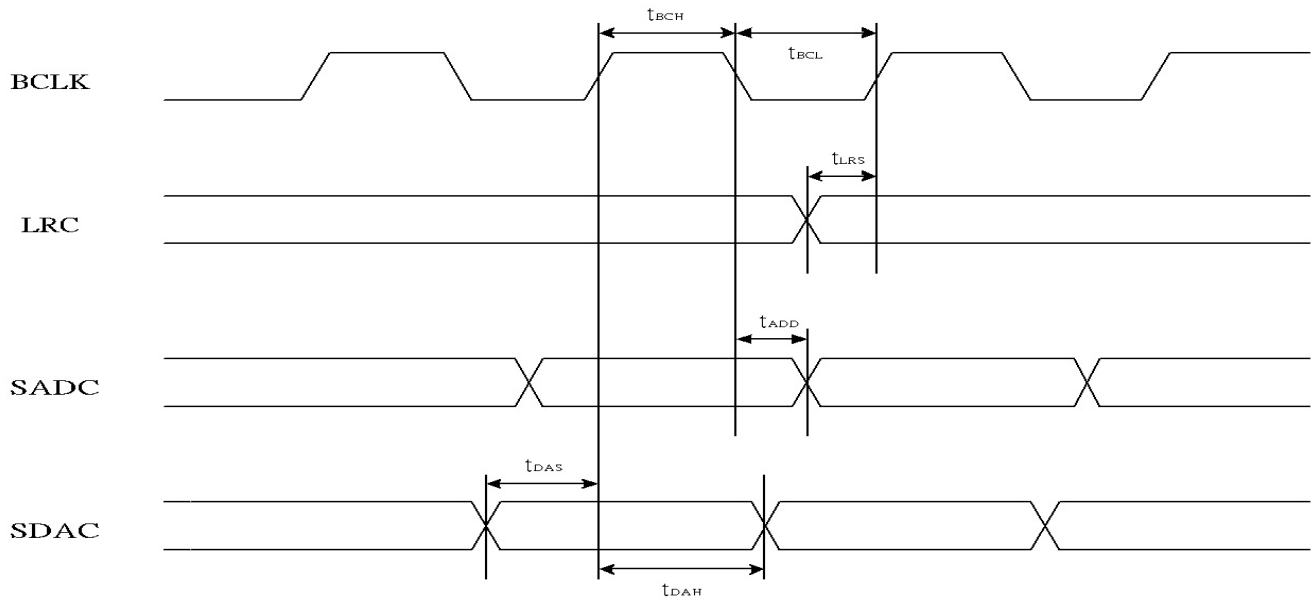 tBCH
tBCL
BCLK
tLRS
LRC
tADD
SADC
tDAS
SDAC
tDAH